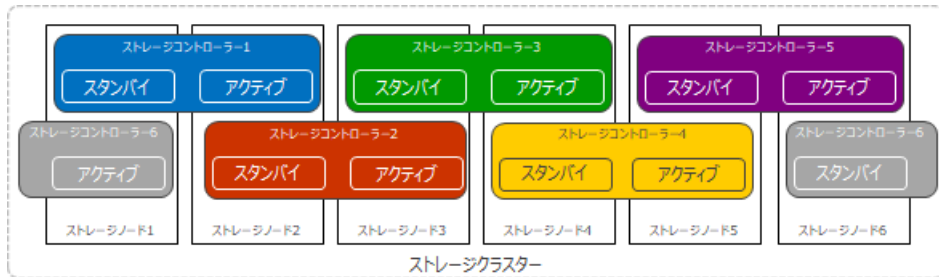 ストレージコントローラー1
スタンバイ
アクティブ
ストレージコントローラー3
スタンバイ
アクティブ
ストレージコントローラー5
スタンバイ
アクティブ
ストレージコントローラー6
アクティブ
ストレージコントローラー2
スタンバイ
アクティブ
ストレージコントローラー4
スタンバイ
アクティブ
ストレージコントローラー6
スタンバイ
ストレージノード1
ストレージノード2
ストレージノード3
ストレージノード4
ストレージノード5
ストレージノード6
ストレージクラスター